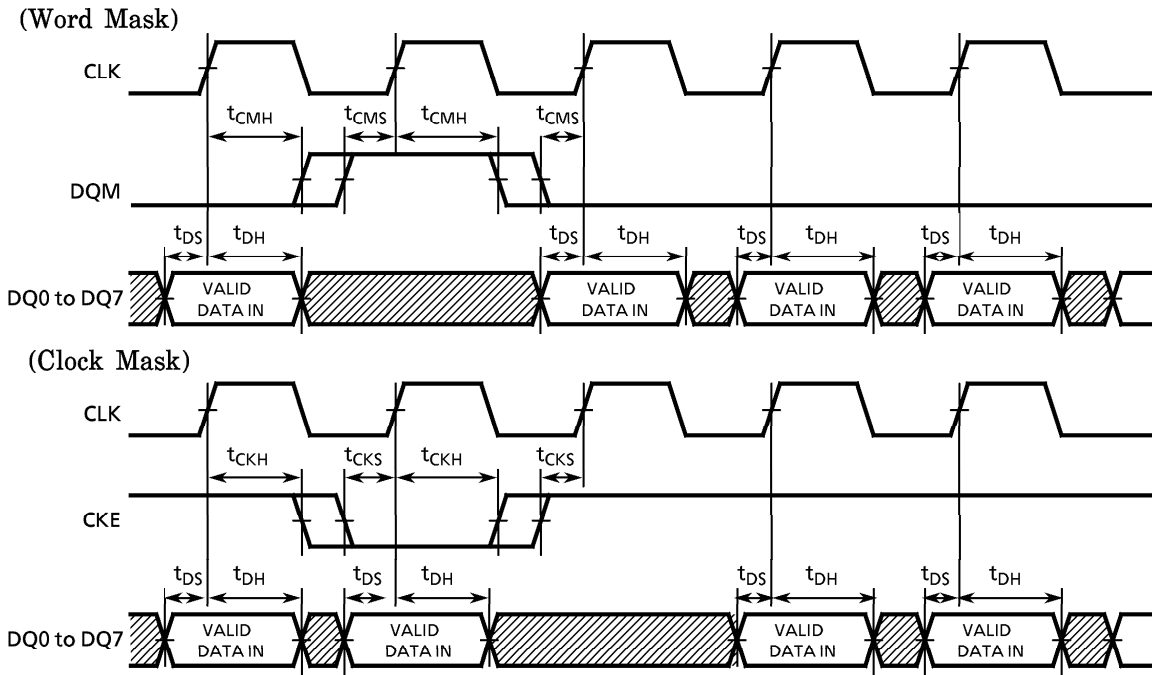 (Word Mask)
CLK
tCMH tCMS tCMH tCMS
DQM
tDS tDH tDS tDH tDS tDH tDS tDH
DQ0 to DQ7
VALID DATA IN
VALID DATA IN
VALID DATA IN
VALID DATA IN
(Clock Mask)
CLK
tCKH tCKS tCKH tCKS
CKE
tDS tDH tDS tDH tDS tDH tDS tDH
DQ0 to DQ7
VALID DATA IN
VALID DATA IN
VALID DATA IN
VALID DATA IN